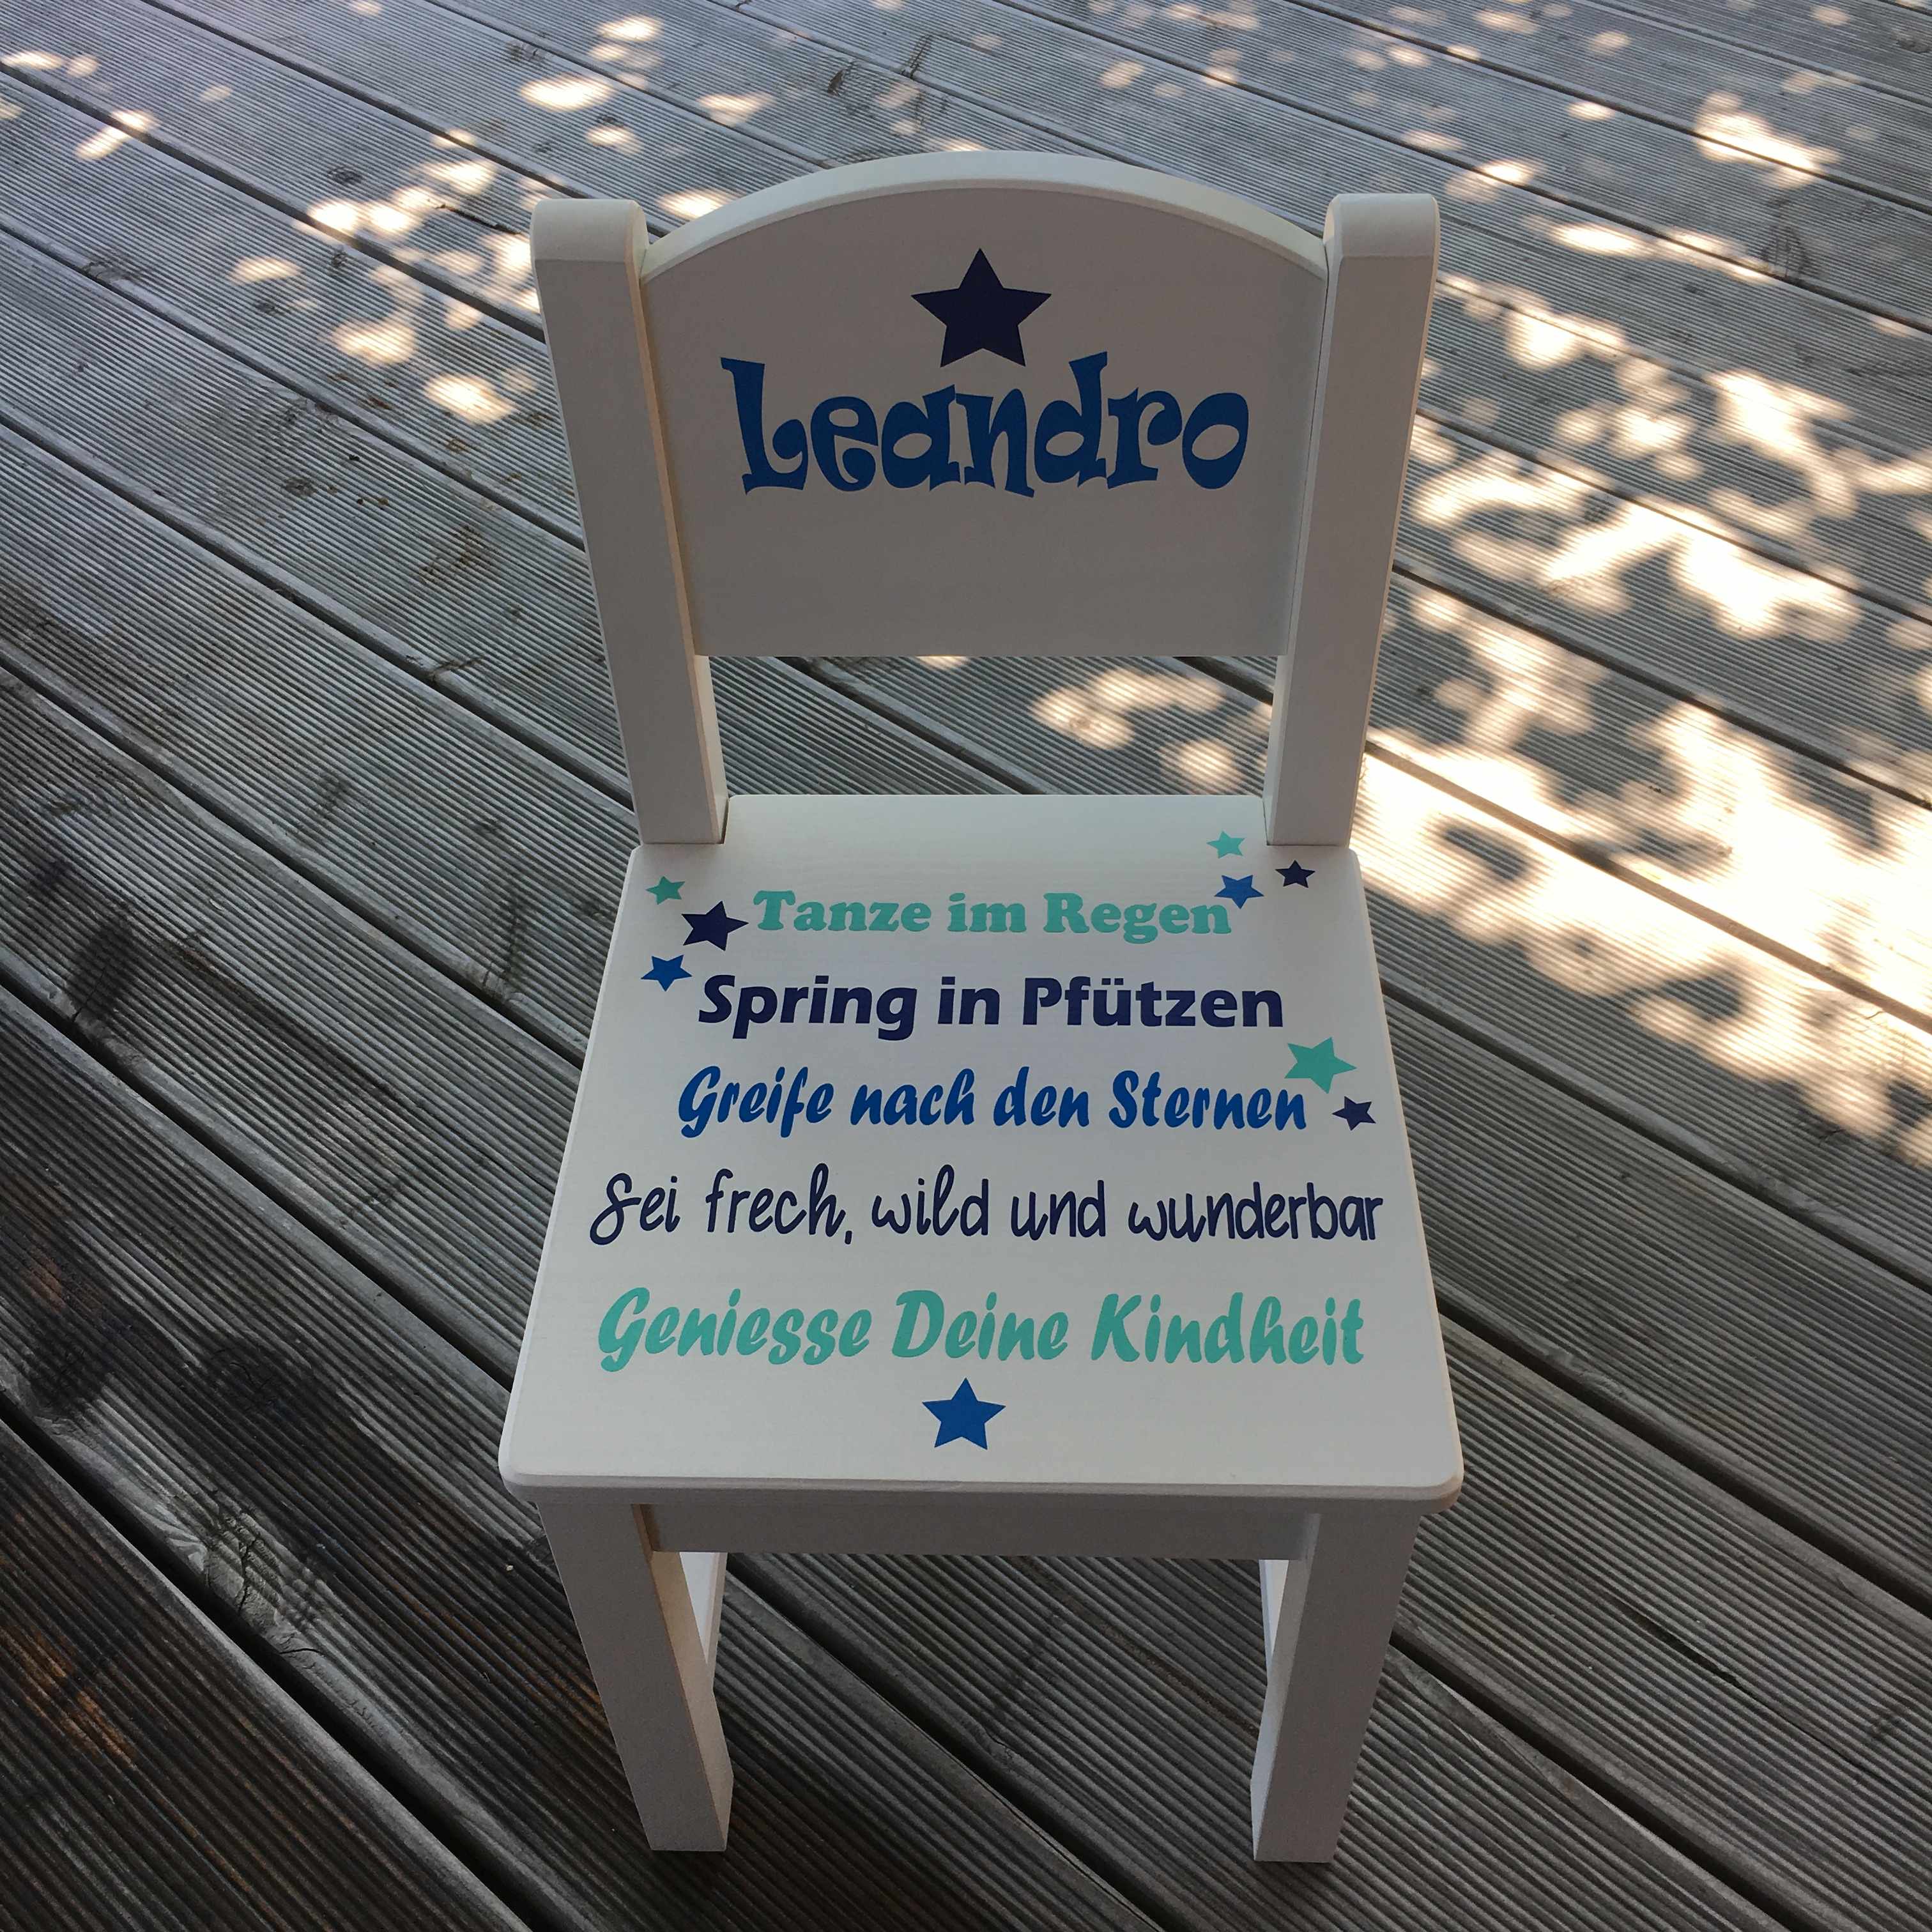 Leandro
Tanze im Regen
Spring in Pfützen
Greife nach den Sternen
Sei frech, wild und wunderbar
Geniesse Deine Kindheit